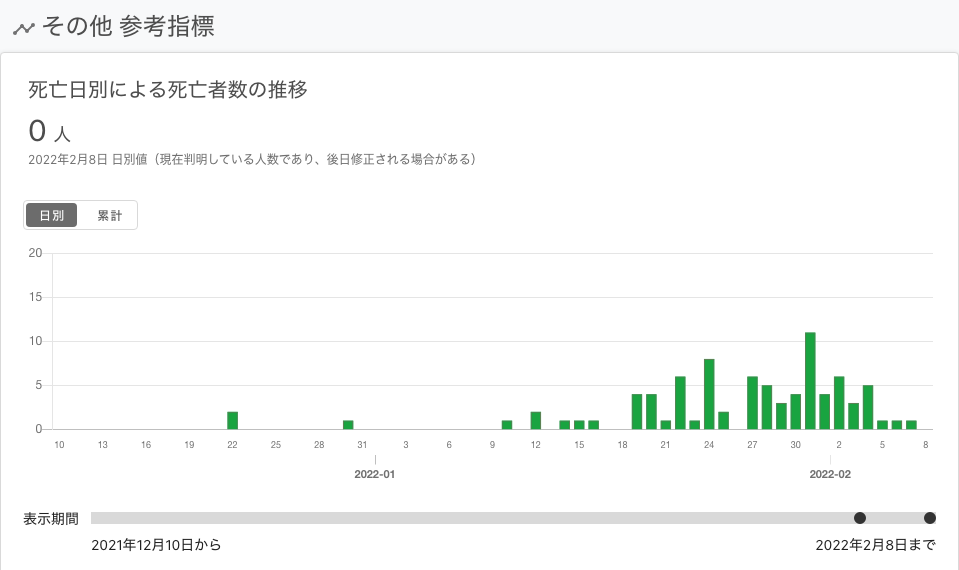 その他 参考指標
死亡日別による死亡者数の推移
0 人
2022年2月8日 日別値（現在判明している人数であり、後日修正される場合がある）
日別 累計
20
15
10
5
0
10 13 16 19 22 25 28 31 3 6 9 12 15 18 21 24 27 30 2 5 8
2022-01 2022-02
表示期間
2021年12月10日から 2022年2月8日まで